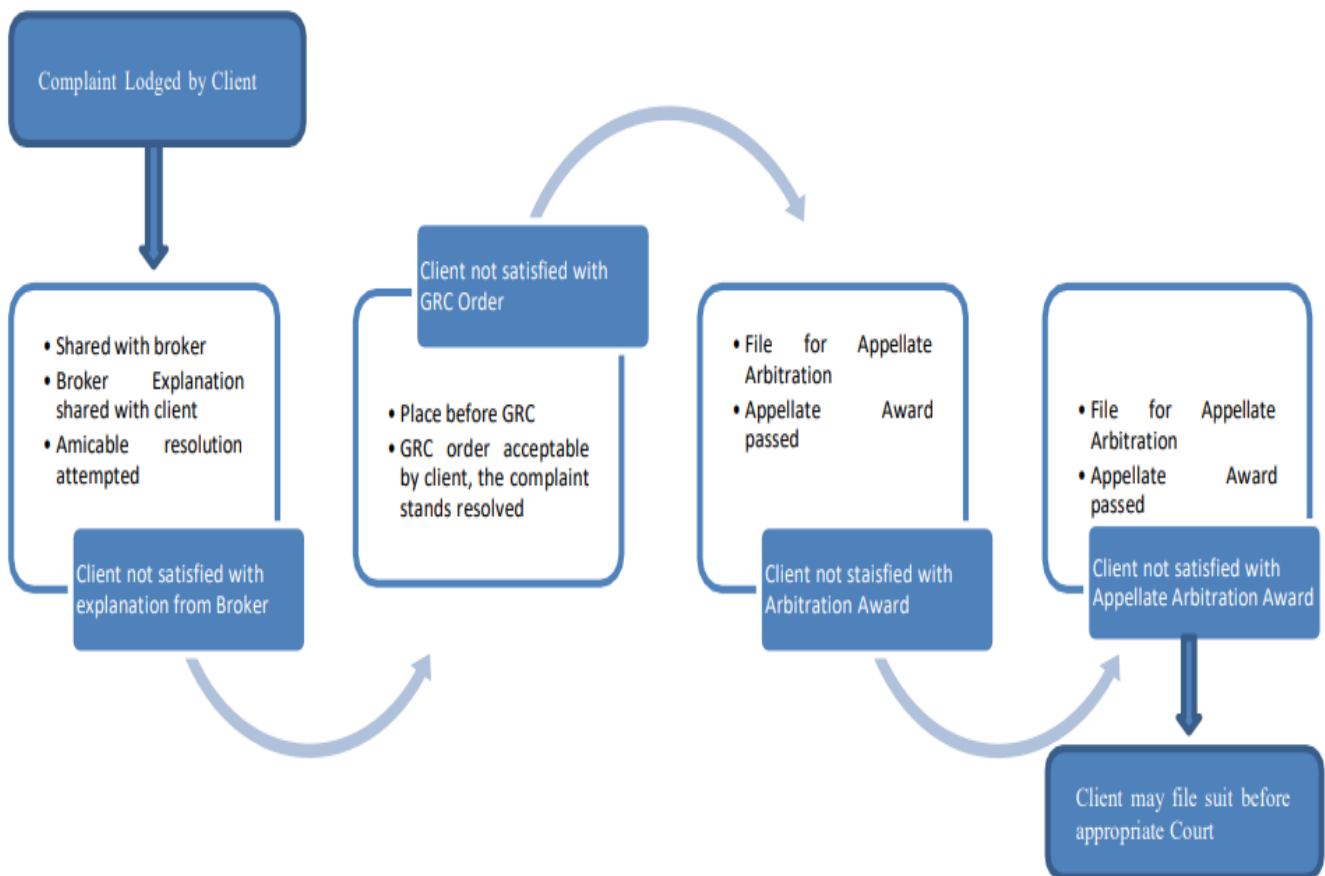 Complaint Lodged by Client
• Shared with broker
• Broker Explanation
shared with client
• Amicable resolution
attempted
Client not satisfied with
explanation from Broker
Client not satisfied with
GRC Order
• Place before GRC
• GRC order acceptable
by client, the complaint
stands resolved
• File for Appellate
Arbitration
• Appellate Award
passed
Client not staisfied with
Arbitration Award
• File for Appellate
Arbitration
• Appellate Award
passed
Client not satisfied with
Appellate Arbitration Award
Client may file suit before
appropriate Court